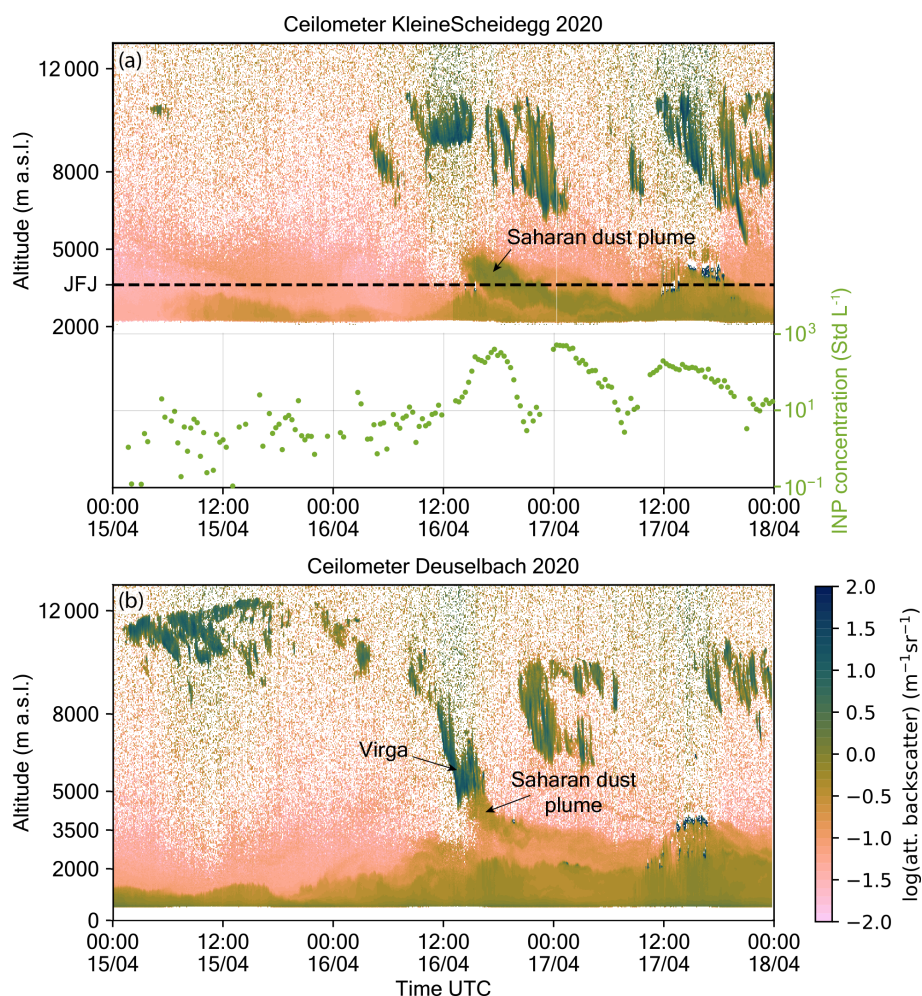 Ceilometer KleineScheidegg 2020
(a)
12 000
8000
5000
JFJ
2000
Altitude (m a.s.l.)
Saharan dust plume
10³
10¹
10⁻¹
INP concentration (Std L⁻¹)
00:00 12:00 00:00 12:00 00:00 12:00 00:00
15/04 15/04 16/04 16/04 17/04 17/04 18/04
Ceilometer Deuselbach 2020
(b)
12 000
8000
5000
3500
2000
0
Altitude (m a.s.l.)
Virga
Saharan dust
plume
00:00 12:00 00:00 12:00 00:00 12:00 00:00
15/04 15/04 16/04 16/04 17/04 17/04 18/04
Time UTC
2.0
1.5
1.0
0.5
0.0
−0.5
−1.0
−1.5
−2.0
log(att. backscatter) (m⁻¹sr⁻¹)